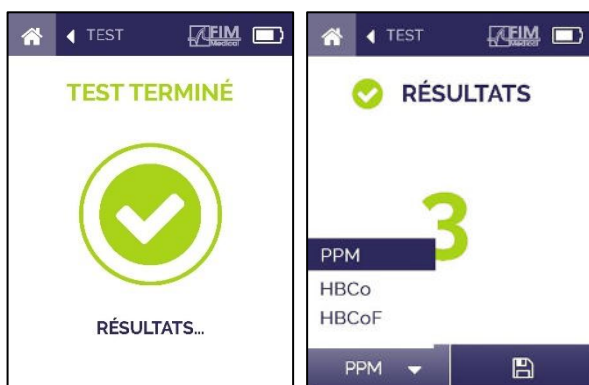 TEST
FIM
Medical
TEST TERMINÉ
RÉSULTATS...
TEST
FIM
Medical
RÉSULTATS
3
PPM
HBCo
HBCoF
PPM